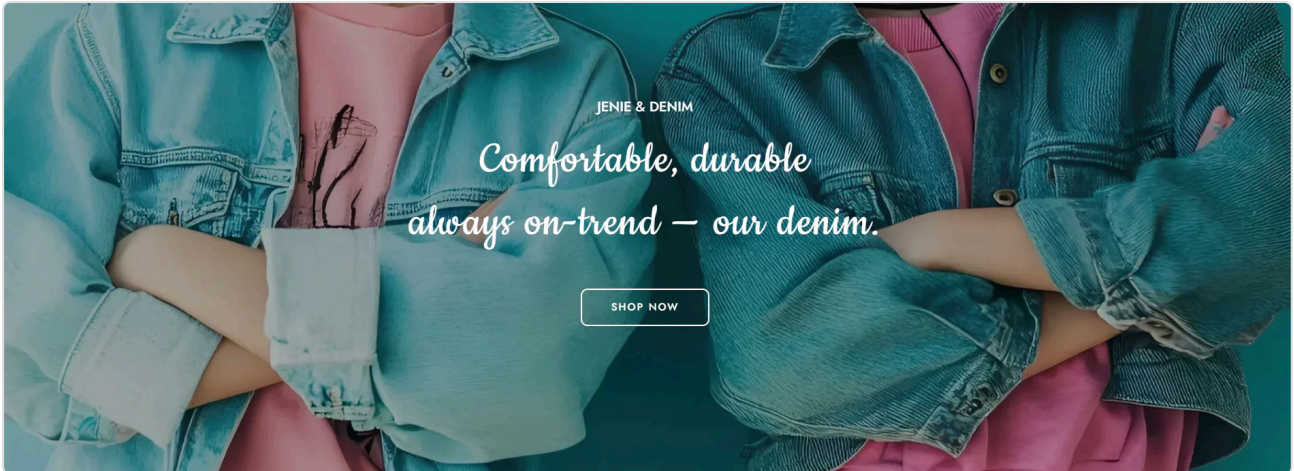 JENIE & DENIM
Comfortable, durable
always on-trend — our denim.
SHOP NOW